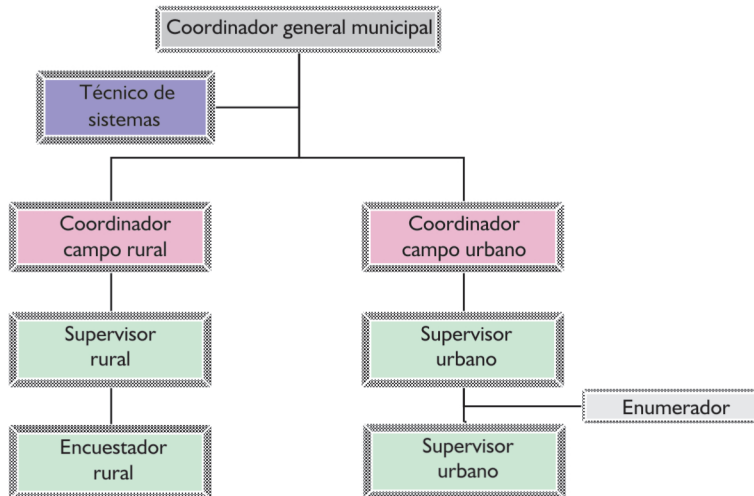 Coordinador general municipal
Técnico de
sistemas
Coordinador
campo rural
Coordinador
campo urbano
Supervisor
rural
Supervisor
urbano
Enumerador
Encuestador
rural
Supervisor
urbano